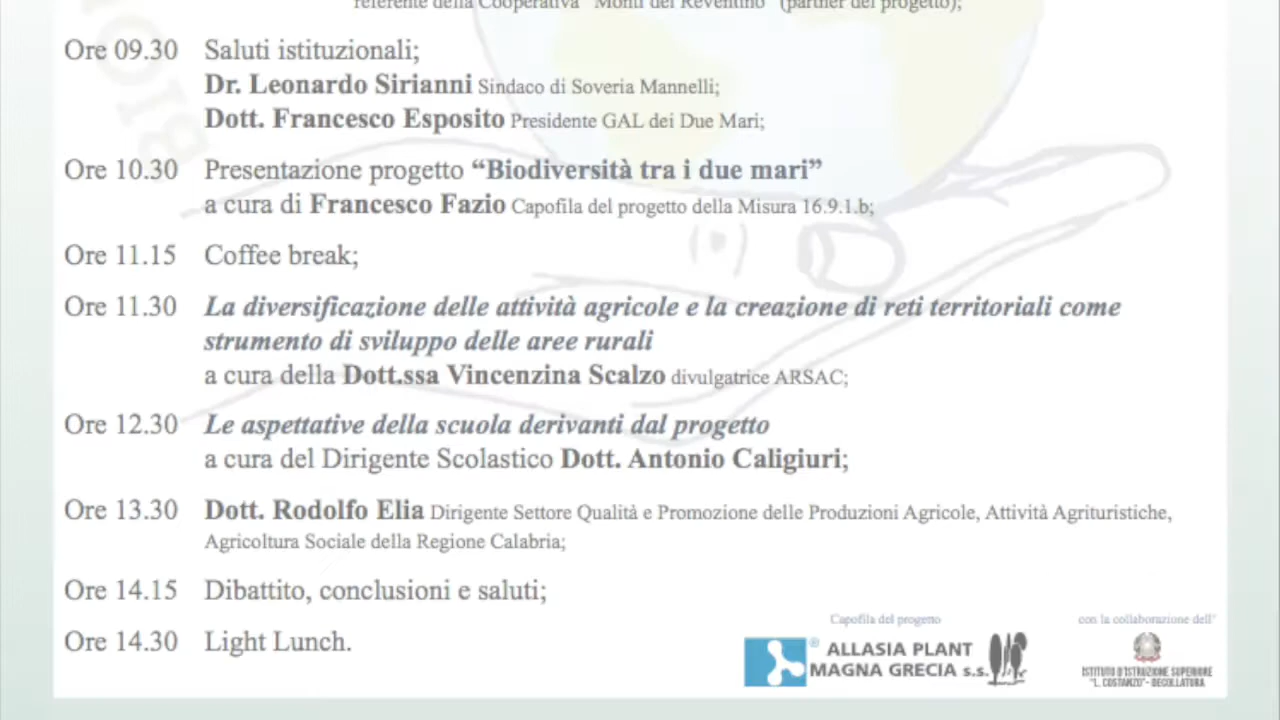 referente della Cooperativa "Monti del Reventino" (partner del progetto);
Ore 09.30 Saluti istituzionali;
Dr. Leonardo Sirianni Sindaco di Soveria Mannelli;
Dott. Francesco Esposito Presidente GAL dei Due Mari;
Ore 10.30 Presentazione progetto “Biodiversità tra i due mari”
a cura di Francesco Fazio Capofila del progetto della Misura 16.9.1.b;
Ore 11.15 Coffee break;
Ore 11.30 La diversificazione delle attività agricole e la creazione di reti territoriali come
strumento di sviluppo delle aree rurali
a cura della Dott.ssa Vincenzina Scalzo divulgatrice ARSAC;
Ore 12.30 Le aspettative della scuola derivanti dal progetto
a cura del Dirigente Scolastico Dott. Antonio Caligiuri;
Ore 13.30 Dott. Rodolfo Elia Dirigente Settore Qualità e Promozione delle Produzioni Agricole, Attività Agrituristiche,
Agricoltura Sociale della Regione Calabria;
Ore 14.15 Dibattito, conclusioni e saluti;
Ore 14.30 Light Lunch.
Capofila del progetto
® ALLASIA PLANT
MAGNA GRECIA s.s.
con la collaborazione dell'
ISTITUTO D'ISTRUZIONE SUPERIORE
"L. COSTANZO"- DECOLLATURA
BIO